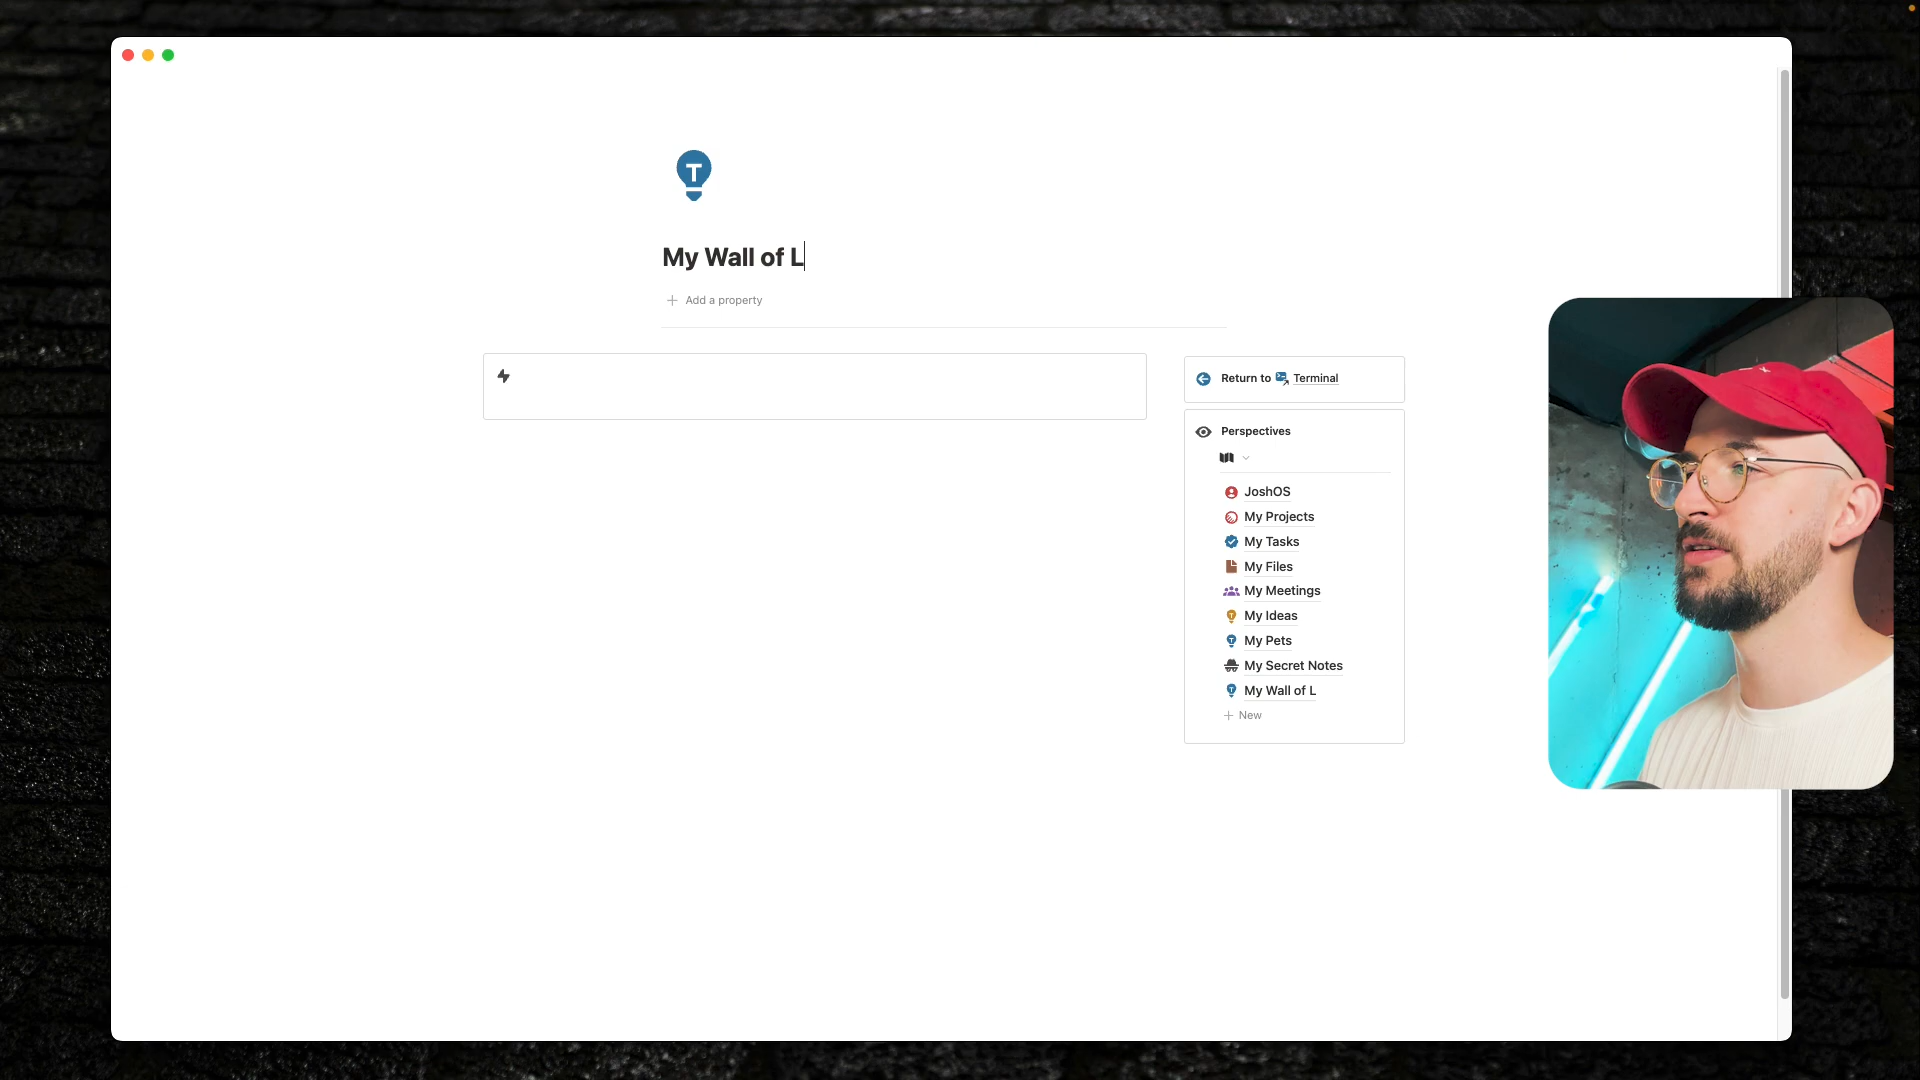 T
My Wall of L
Add a property
Return to Terminal
Perspectives
JoshOS
My Projects
My Tasks
My Files
My Meetings
My Ideas
My Pets
My Secret Notes
My Wall of L
New